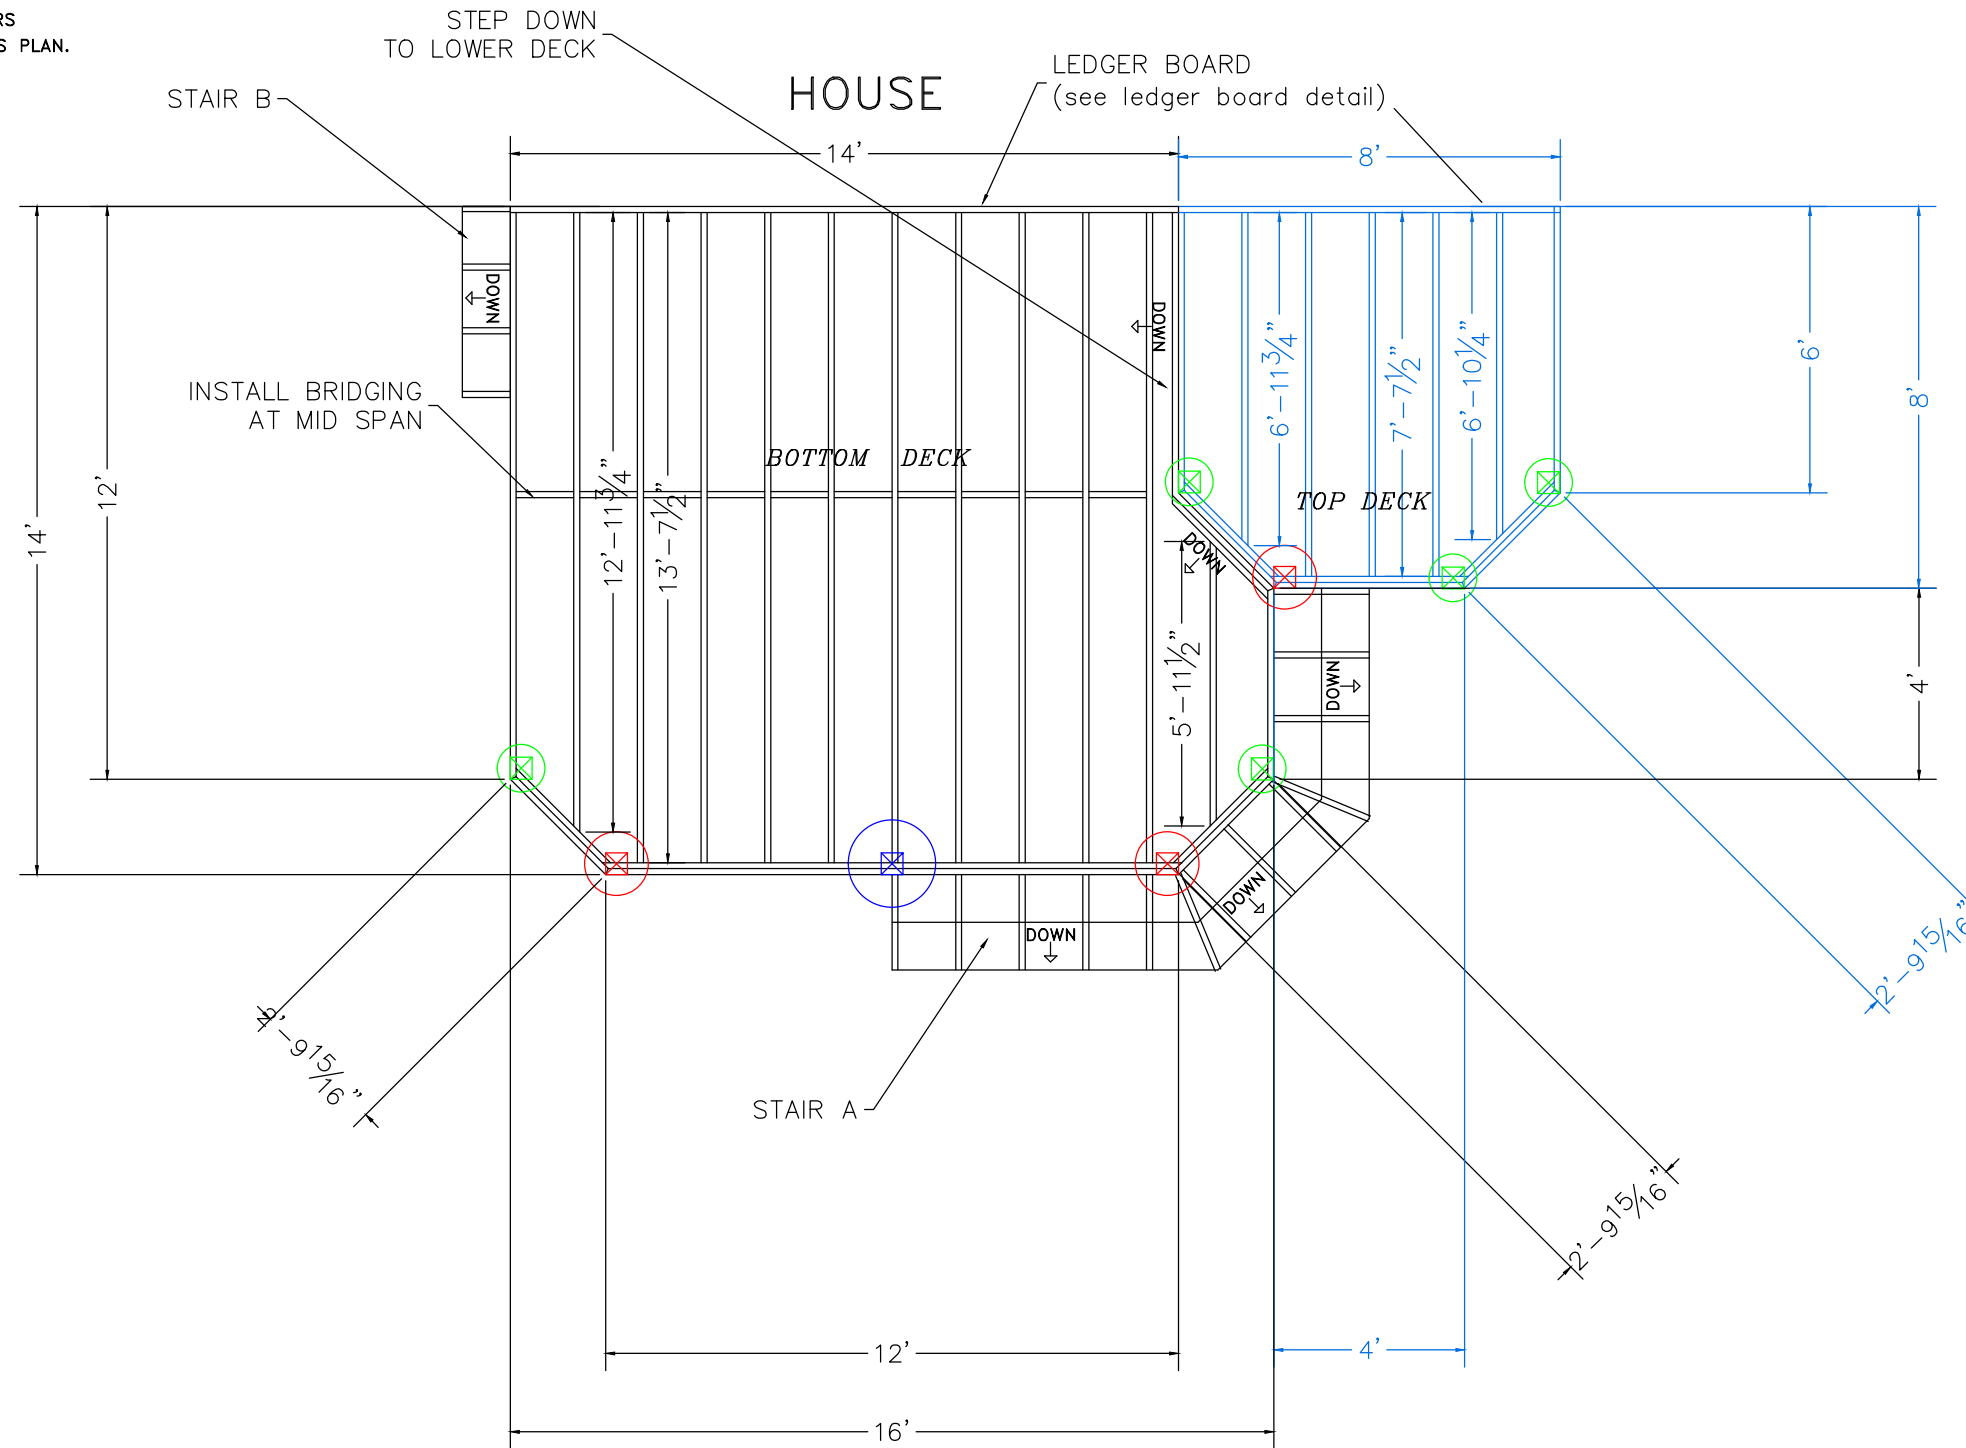 RS
S PLAN.
STEP DOWN
TO LOWER DECK
STAIR B
HOUSE
LEDGER BOARD
(see ledger board detail)
14'
8'
DOWN
DOWN
6'-11 3/4"
7'-7 1/2"
6'-10 1/4"
6'
8'
INSTALL BRIDGING
AT MID SPAN
BOTTOM DECK
TOP DECK
12'
14'
12'-11 3/4"
13'-7 1/2"
DOWN
5'-11 1/2"
DOWN
4'
DOWN
DOWN
2'-9 15/16"
2'-9 15/16"
STAIR A
2'-9 15/16"
12'
4'
16'